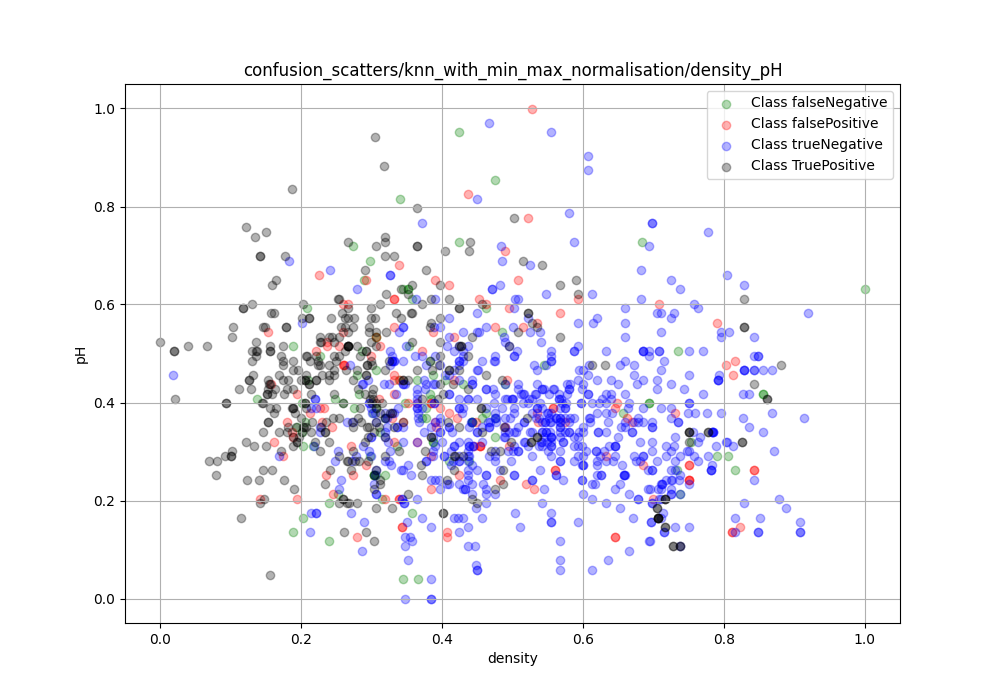 confusion_scatters/knn_with_min_max_normalisation/density_pH
Class falseNegative
Class falsePositive
Class trueNegative
Class TruePositive
1.0
0.8
0.6
0.4
0.2
0.0
pH
0.0 0.2 0.4 0.6 0.8 1.0
density